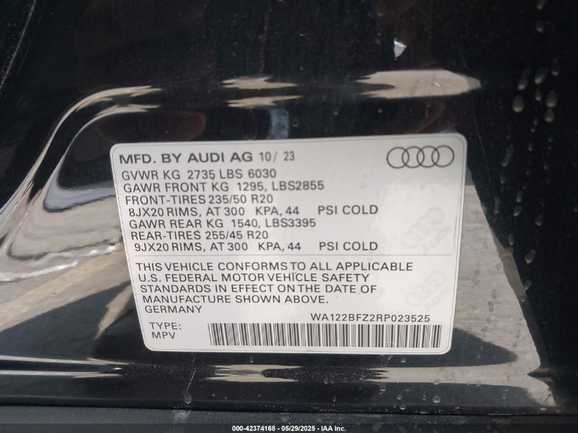 MFD. BY AUDI AG 10/ 23
GVWR KG 2735 LBS 6030
GAWR FRONT KG 1295, LBS2855
FRONT-TIRES 235/50 R20
8JX20 RIMS, AT 300 KPA, 44 PSI COLD
GAWR REAR KG 1540, LBS3395
REAR-TIRES 255/45 R20
9JX20 RIMS, AT 300 KPA, 44 PSI COLD
THIS VEHICLE CONFORMS TO ALL APPLICABLE
U.S. FEDERAL MOTOR VEHICLE SAFETY
STANDARDS IN EFFECT ON THE DATE OF
MANUFACTURE SHOWN ABOVE.
GERMANY
WA122BFZ2RP023525
TYPE:
MPV
000-42374168 - 05/29/2025 - IAA Inc.